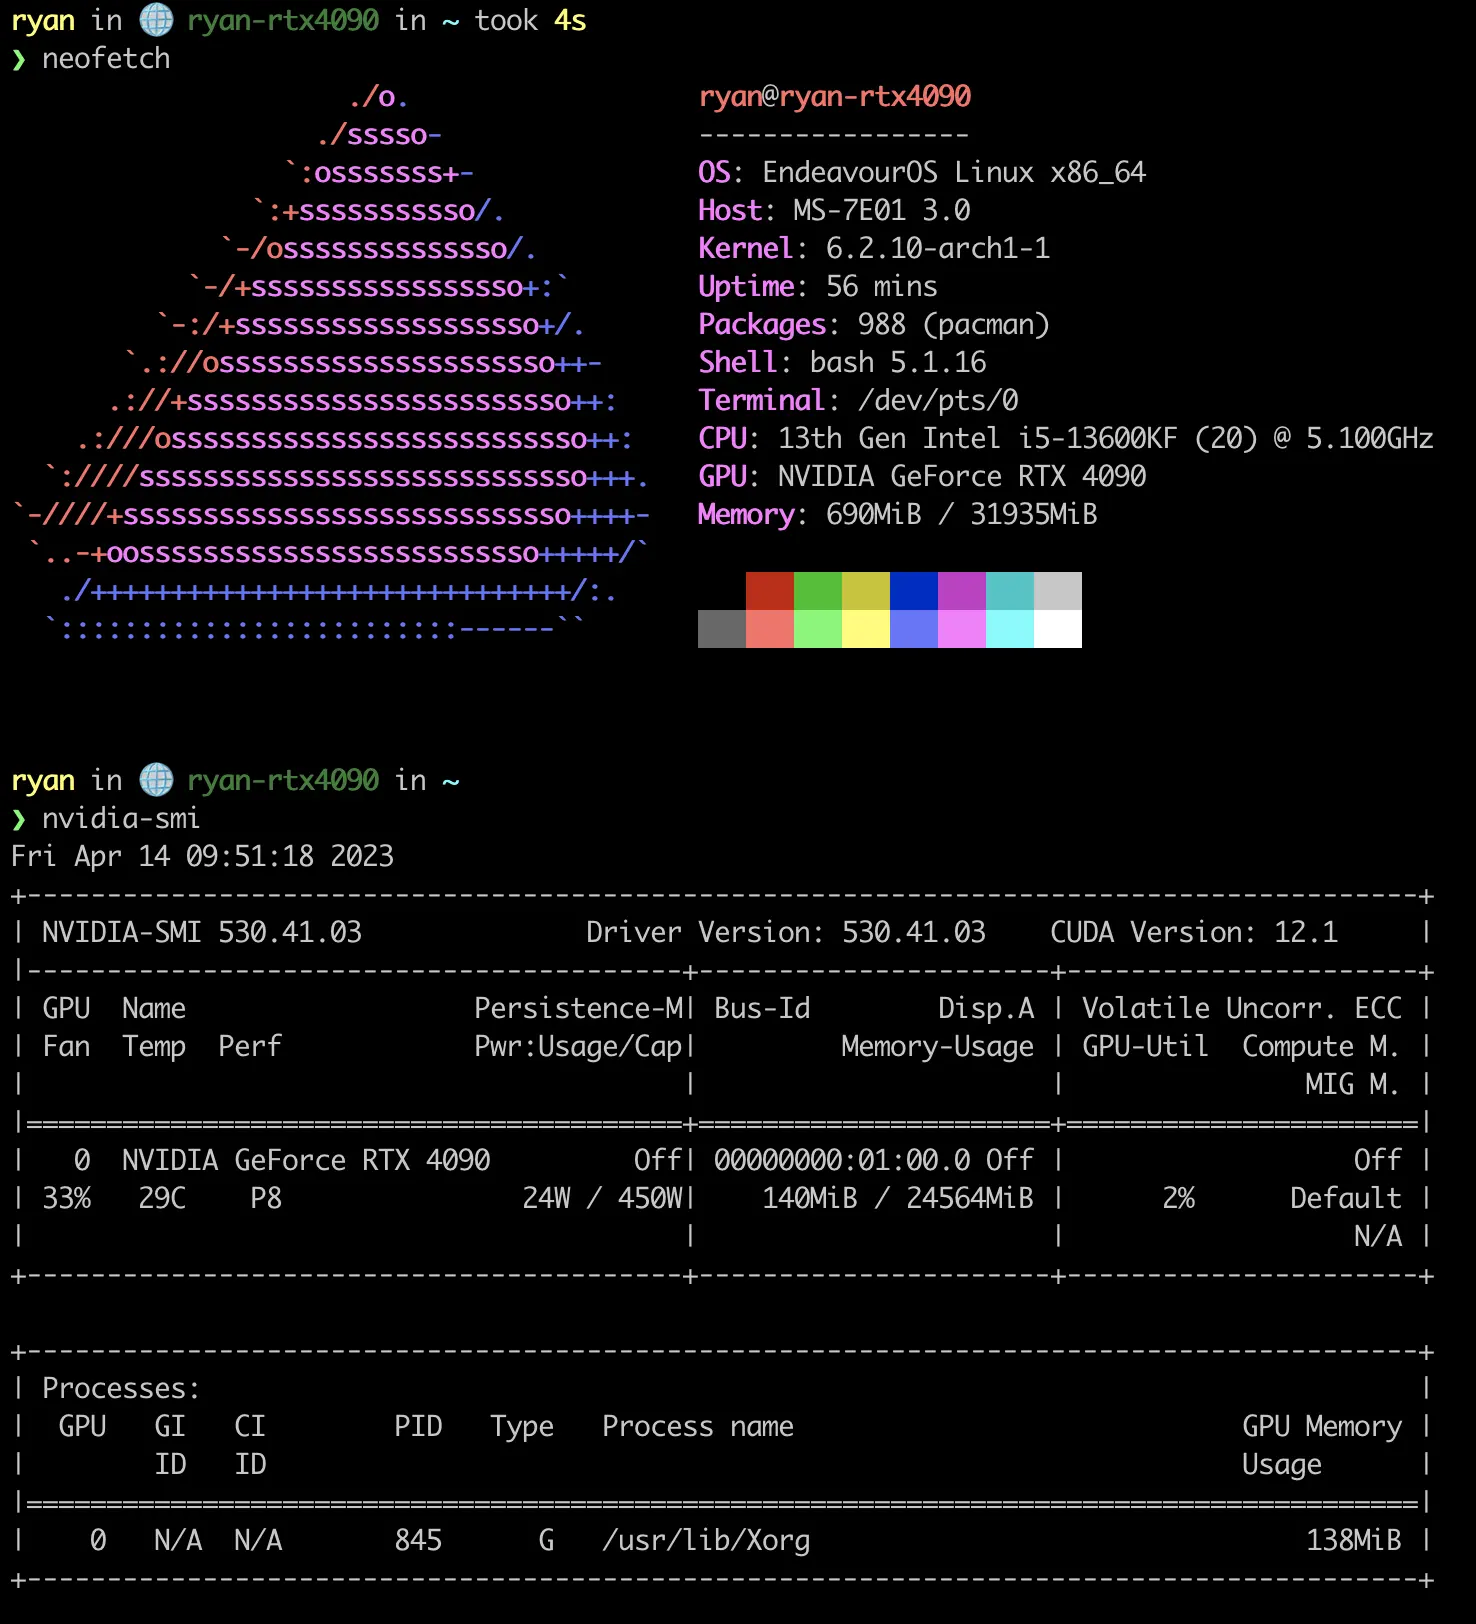 ryan in 🌐 ryan-rtx4090 in ~ took 4s
❯ neofetch
./o.                  ryan@ryan-rtx4090
./sssso-                -----------------
`:osssssss+-              OS: EndeavourOS Linux x86_64
`:+sssssssssso/.            Host: MS-7E01 3.0
`-/ossssssssssssso/.          Kernel: 6.2.10-arch1-1
`-/+sssssssssssssssso+:`        Uptime: 56 mins
`-:/+sssssssssssssssssso+/.       Packages: 988 (pacman)
`.://osssssssssssssssssssso++-      Shell: bash 5.1.16
.://+ssssssssssssssssssssssso++:     Terminal: /dev/pts/0
.:///ossssssssssssssssssssssssso++:    CPU: 13th Gen Intel i5-13600KF (20) @ 5.100GHz
`:////ssssssssssssssssssssssssssso+++.   GPU: NVIDIA GeForce RTX 4090
`-////+ssssssssssssssssssssssssssso++++-   Memory: 690MiB / 31935MiB
`..-+oosssssssssssssssssssssssso+++++/`
./++++++++++++++++++++++++++++++/:.
`:::::::::::::::::::::::::------``
ryan in 🌐 ryan-rtx4090 in ~
❯ nvidia-smi
Fri Apr 14 09:51:18 2023
+---------------------------------------------------------------------------------------+
| NVIDIA-SMI 530.41.03              Driver Version: 530.41.03    CUDA Version: 12.1     |
|-----------------------------------------+----------------------+----------------------+
| GPU  Name                  Persistence-M| Bus-Id        Disp.A | Volatile Uncorr. ECC |
| Fan  Temp  Perf            Pwr:Usage/Cap|         Memory-Usage | GPU-Util  Compute M. |
|                                         |                      |               MIG M. |
|=========================================+======================+======================|
|   0  NVIDIA GeForce RTX 4090         Off| 00000000:01:00.0 Off |                  Off |
| 33%   29C    P8               24W / 450W|    140MiB / 24564MiB |      2%      Default |
|                                         |                      |                  N/A |
+-----------------------------------------+----------------------+----------------------+
+---------------------------------------------------------------------------------------+
| Processes:                                                                            |
|  GPU   GI   CI        PID   Type   Process name                            GPU Memory |
|        ID   ID                                                             Usage      |
|=======================================================================================|
|    0   N/A  N/A       845      G   /usr/lib/Xorg                               138MiB |
+---------------------------------------------------------------------------------------+